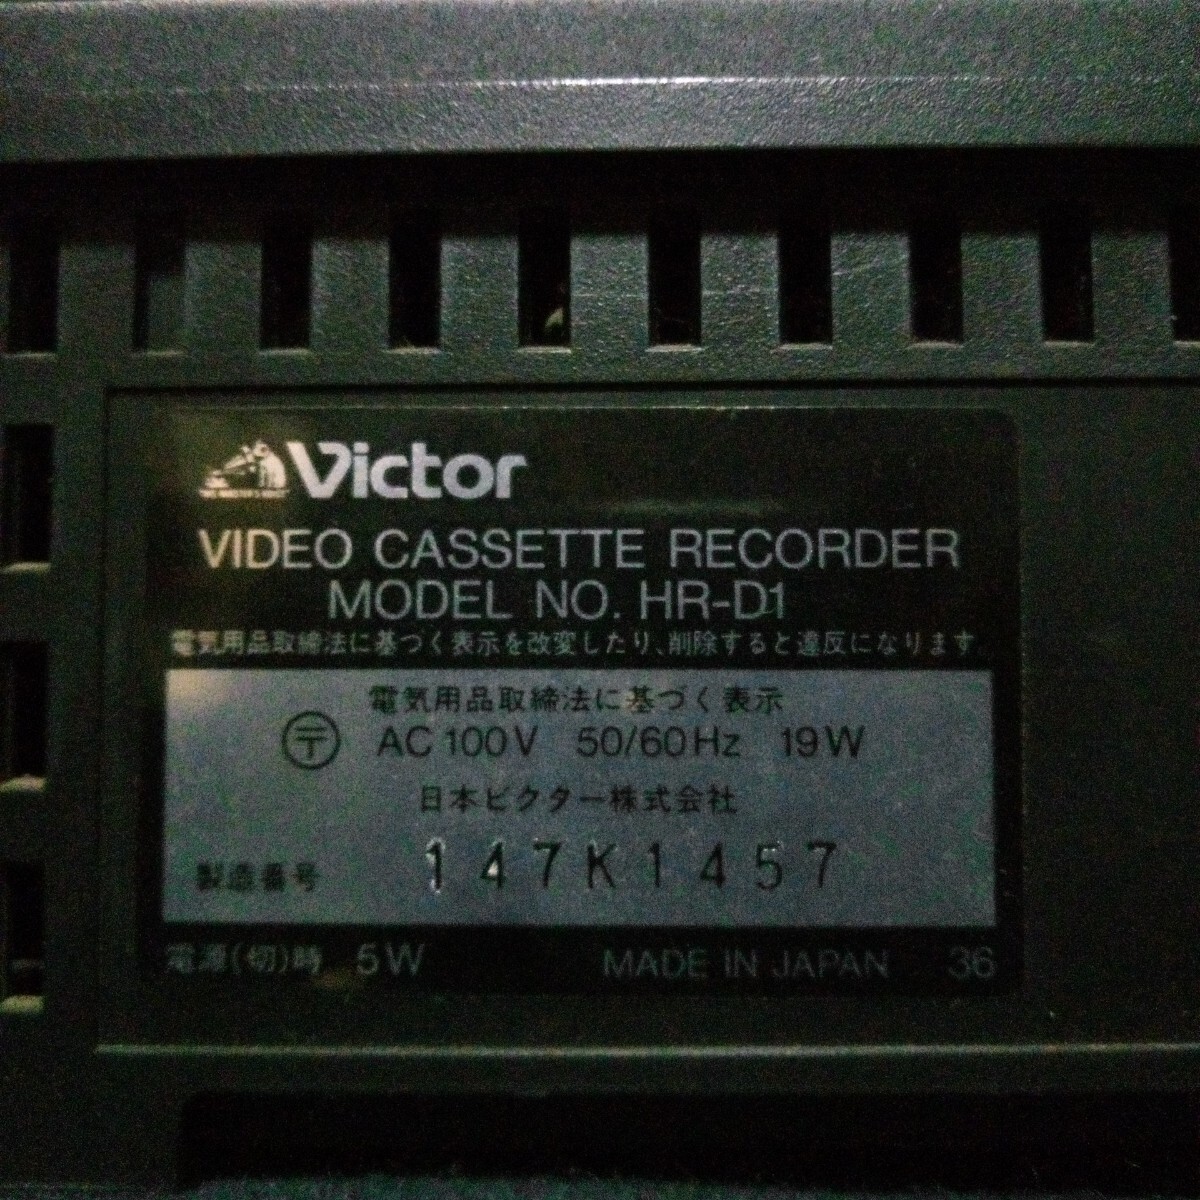 Victor
VIDEO CASSETTE RECORDER
MODEL NO. HR-D1
電気用品取締法に基づく表示を改変したり、削除すると違反になります。
電気用品取締法に基づく表示
〒 AC 100V 50/60Hz 19W
日本ビクター株式会社
製造番号 147K1457
電源(切)時 5W MADE IN JAPAN 36